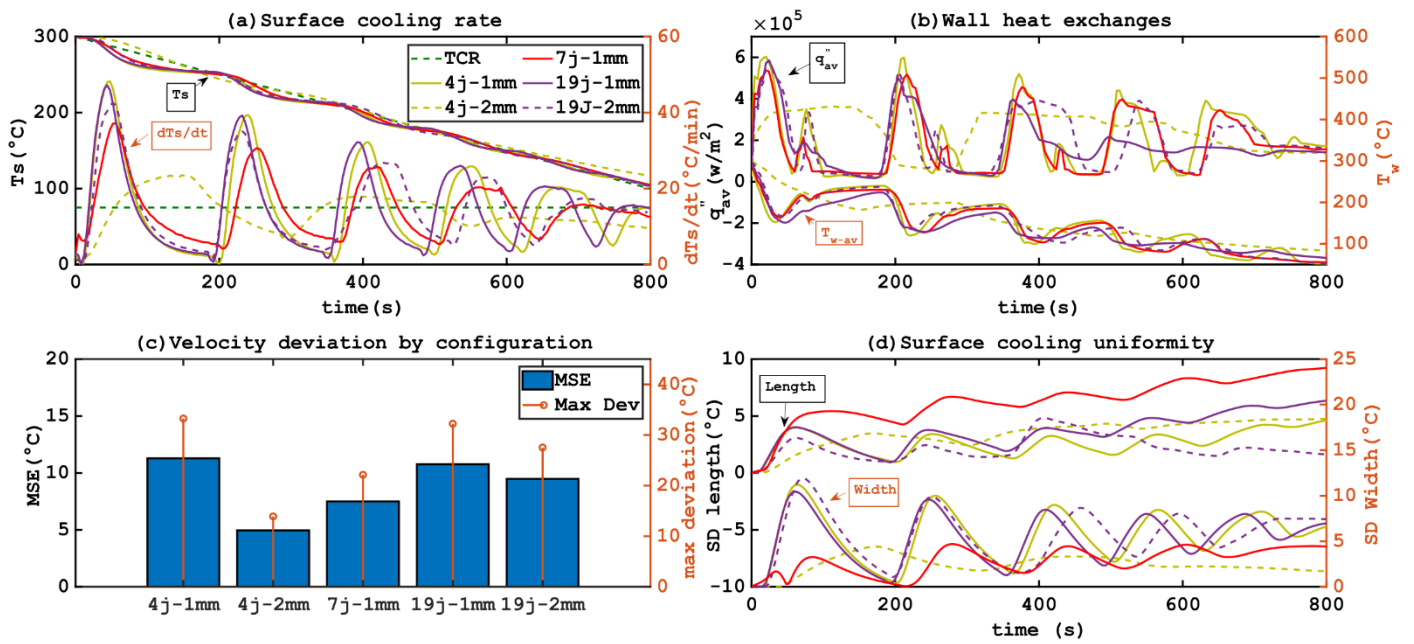 (a)Surface cooling rate
300
200
100
0
Ts(°C)
60
40
20
0
dTs/dt(°C/min)
0
200
400
600
800
time(s)
Ts
dTs/dt
TCR
4j-1mm
4j-2mm
7j-1mm
19j-1mm
19J-2mm
(b)Wall heat exchanges
×10^5
6
4
2
0
−2
−4
q"av(w/m²)
600
500
400
300
200
100
Tw(°C)
0
200
400
600
800
time(s)
q"av
Tw-av
(c)Velocity deviation by configuration
20
15
10
5
0
MSE(°C)
40
30
20
10
0
max deviation(°C)
MSE
Max Dev
4j-1mm
4j-2mm
7j-1mm
19j-1mm
19j-2mm
(d)Surface cooling uniformity
10
5
0
-5
-10
SD length(°C)
25
20
15
10
5
0
SD Width(°C)
0
200
400
600
800
time (s)
Length
Width